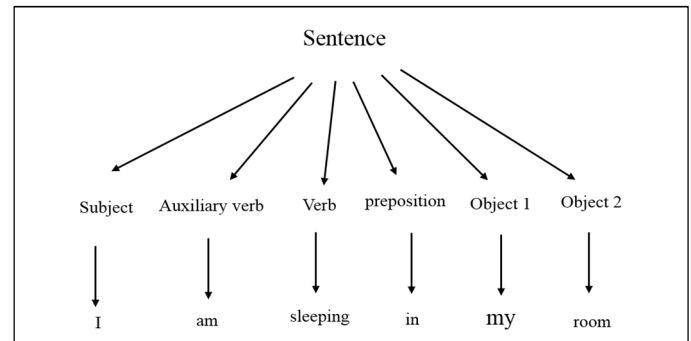 Sentence
Subject Auxiliary verb Verb preposition Object 1 Object 2
I am sleeping in my room